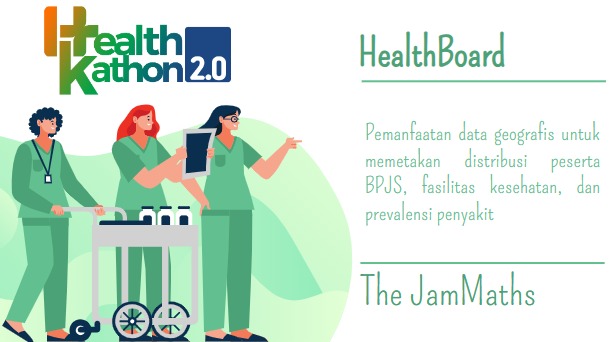 Health
Kathon 2.0
HealthBoard
Pemanfaatan data geografis untuk
memetakan distribusi peserta
BPJS, fasilitas kesehatan, dan
prevalensi penyakit
The JamMaths